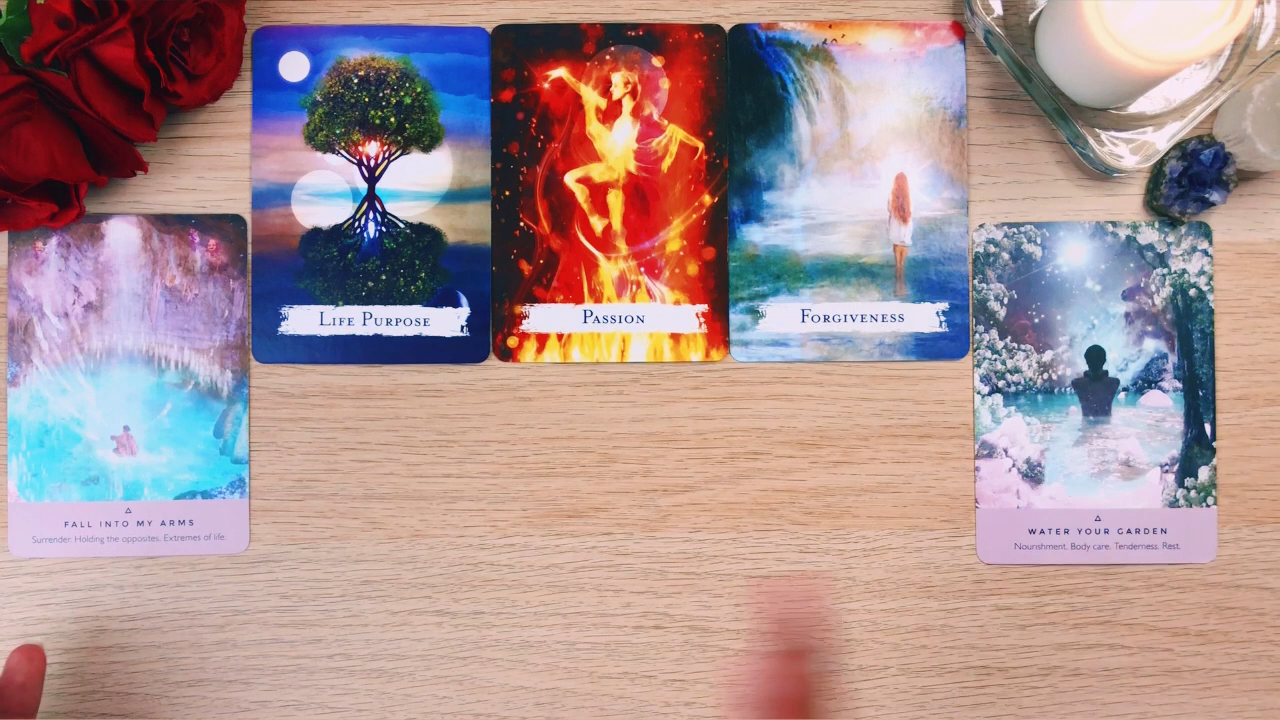 LIFE PURPOSE
PASSION
FORGIVENESS
FALL INTO MY ARMS
Surrender. Holding the opposites. Extremes of life.
WATER YOUR GARDEN
Nourishment. Body care. Tenderness. Rest.